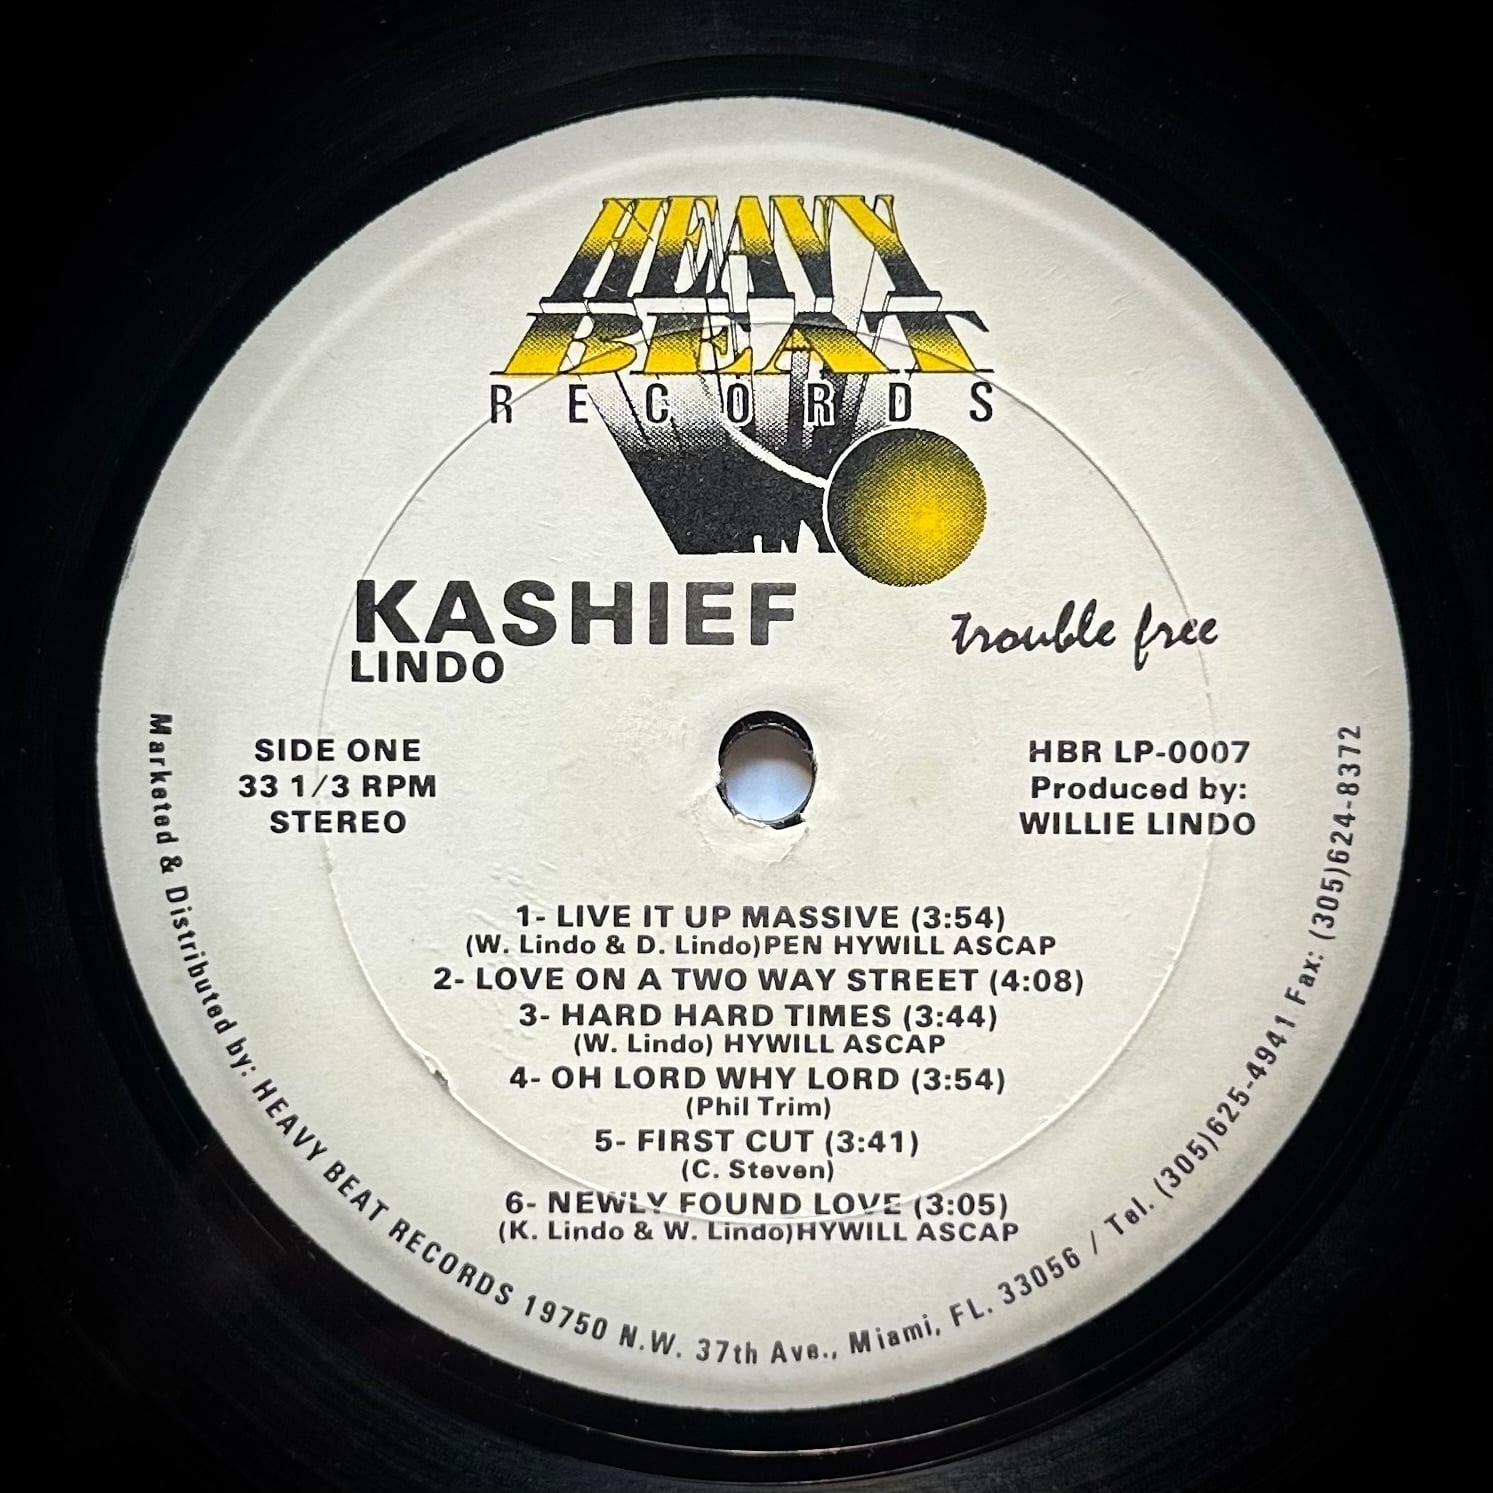 HEAVY
BEAT
RECORDS
KASHIEF
LINDO
trouble free
SIDE ONE
33 1/3 RPM
STEREO
HBR LP-0007
Produced by:
WILLIE LINDO
1- LIVE IT UP MASSIVE (3:54)
(W. Lindo & D. Lindo)PEN HYWILL ASCAP
2- LOVE ON A TWO WAY STREET (4:08)
3- HARD HARD TIMES (3:44)
(W. Lindo) HYWILL ASCAP
4- OH LORD WHY LORD (3:54)
(Phil Trim)
5- FIRST CUT (3:41)
(C. Steven)
6- NEWLY FOUND LOVE (3:05)
(K. Lindo & W. Lindo)HYWILL ASCAP
Marketed & Distributed by: HEAVY BEAT RECORDS 19750 N.W. 37th Ave., Miami, FL. 33056 / Tel. (305)625-4941 Fax: (305)624-8372